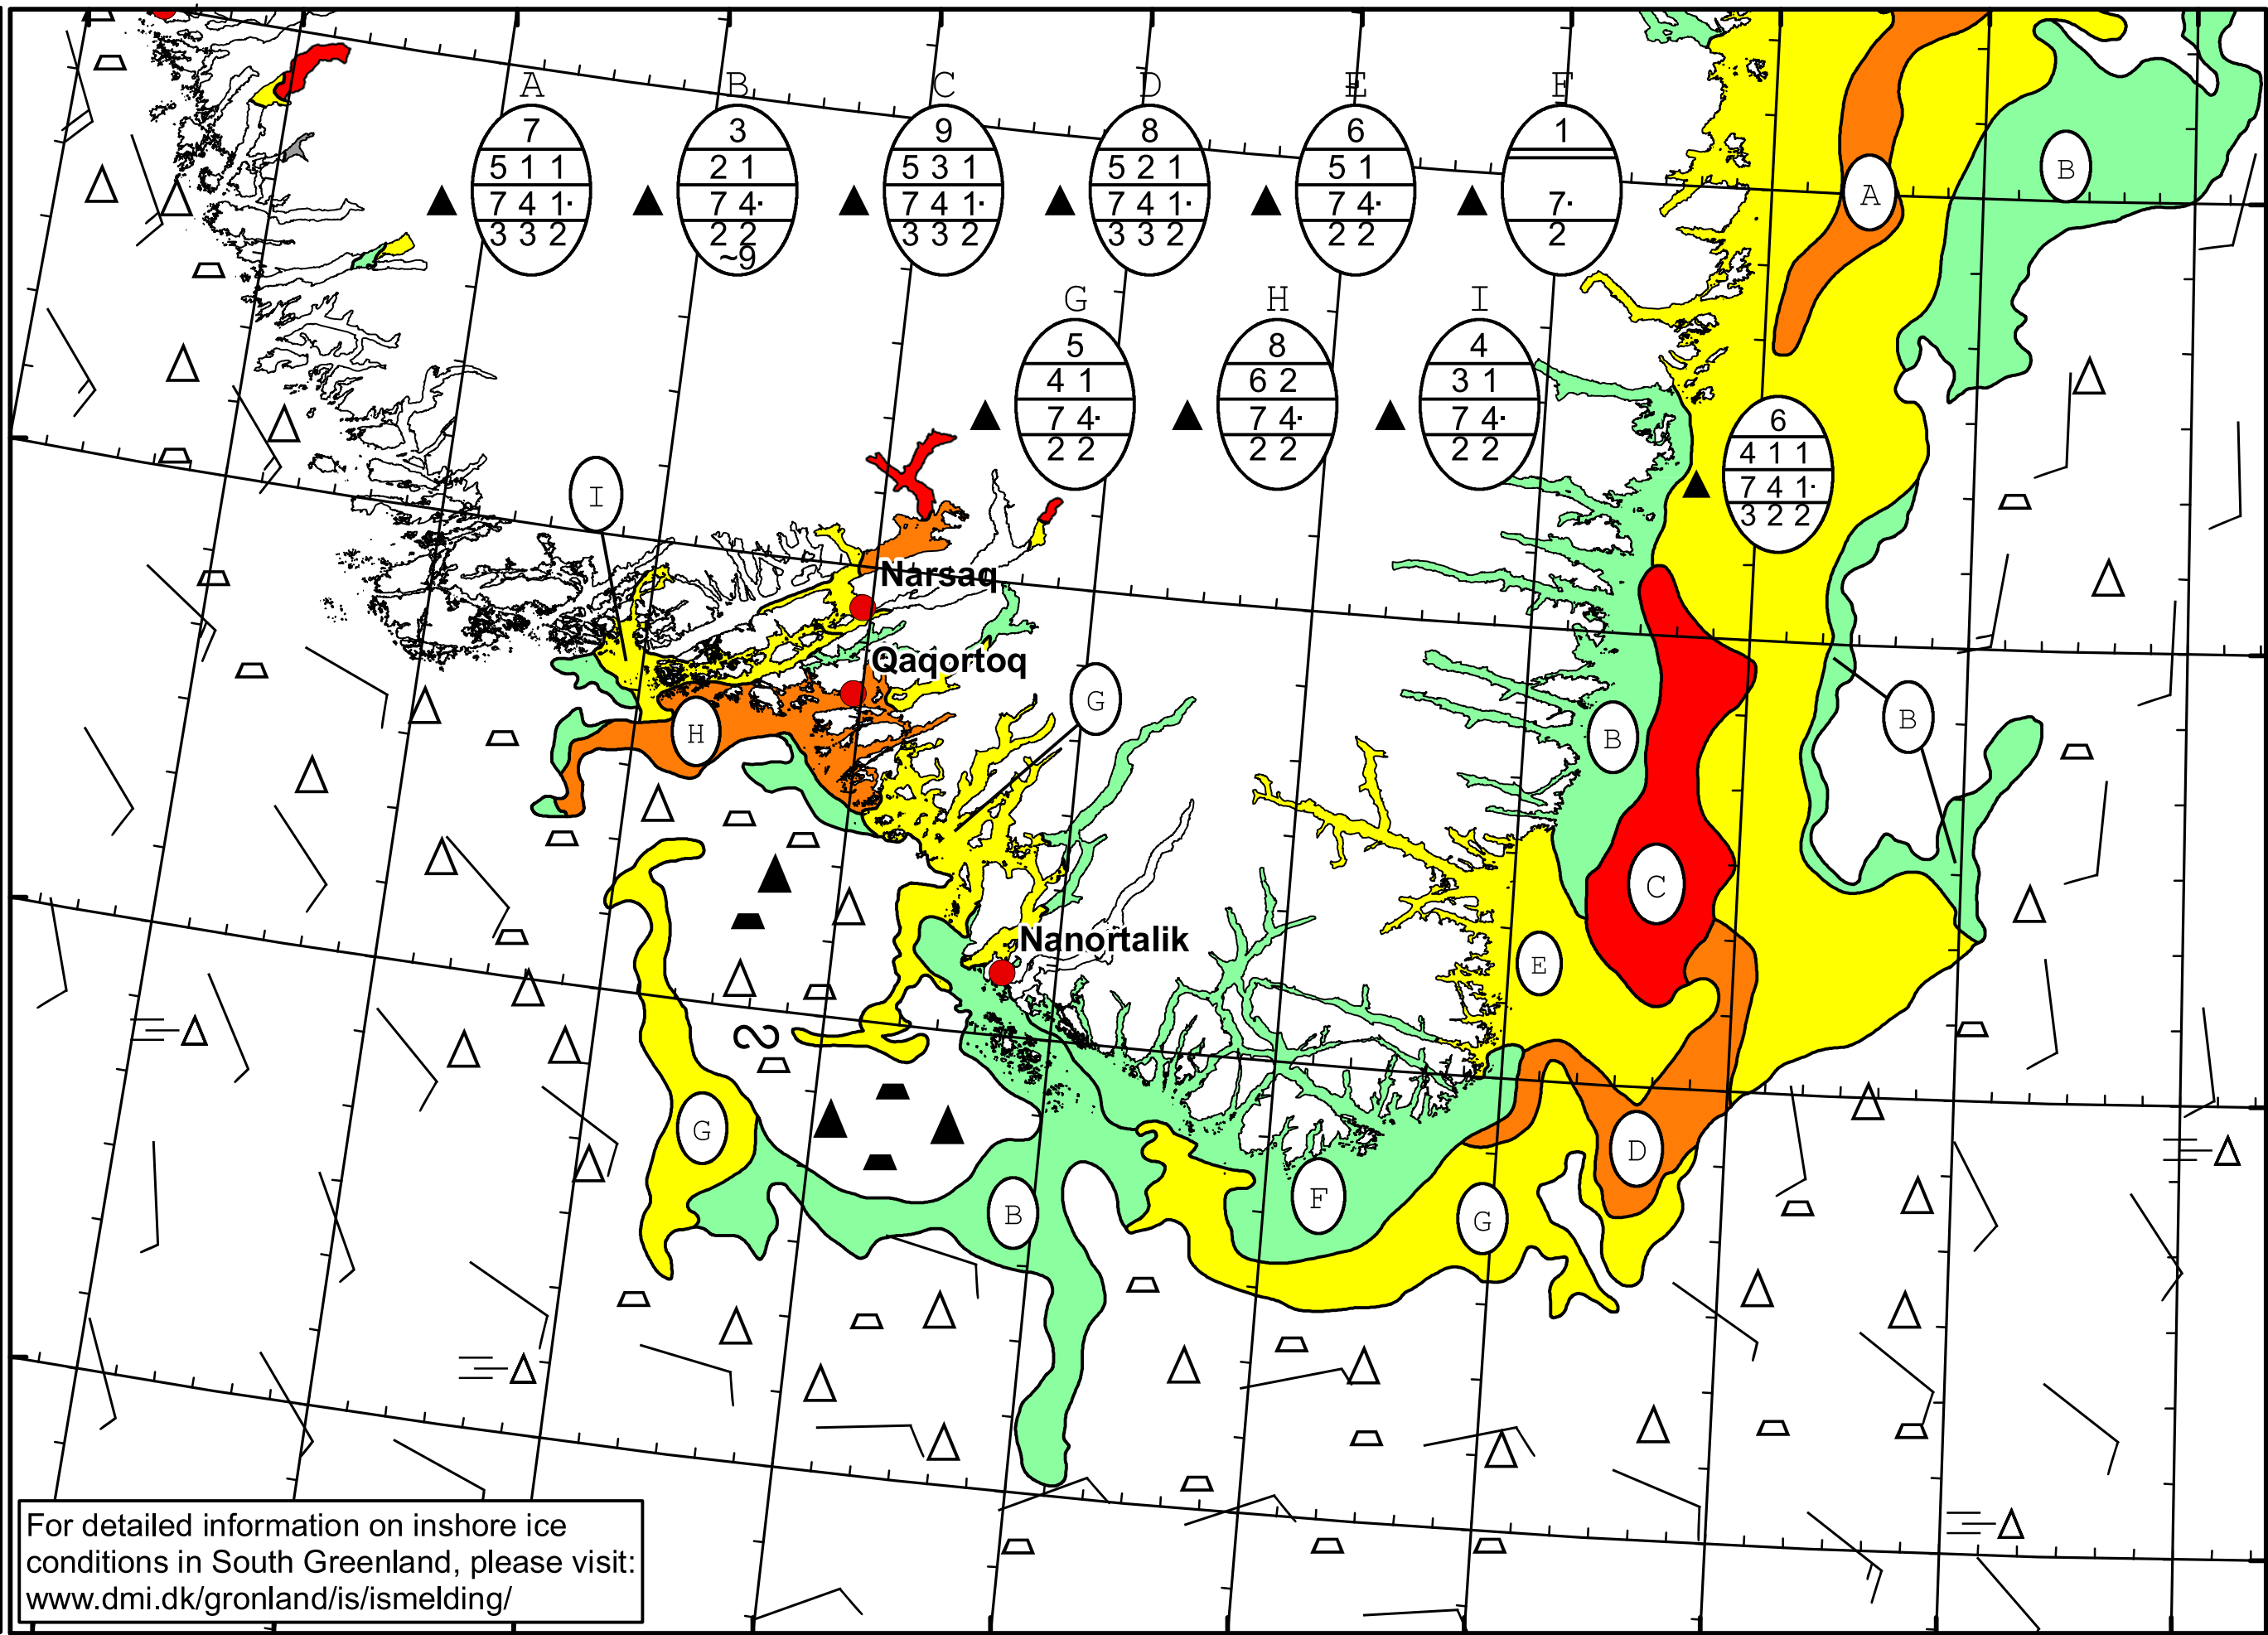 A B C D E F
7 3 9 8 6 1
5 1 1 2 1 5 3 1 5 2 1 5 1
7 4 1· 7 4· 7 4 1· 7 4 1· 7 4· 7·
3 3 2 2 2 3 3 2 3 3 2 2 2 2
~9
A B
G H I
5 8 4
4 1 6 2 3 1
7 4· 7 4· 7 4·
2 2 2 2 2 2
6
4 1 1
7 4 1·
3 2 2
I
Narsaq
Qaqortoq
G
H
B
B
C
Nanortalik
E
G
D
B
F
G
For detailed information on inshore ice
conditions in South Greenland, please visit:
www.dmi.dk/gronland/is/ismelding/